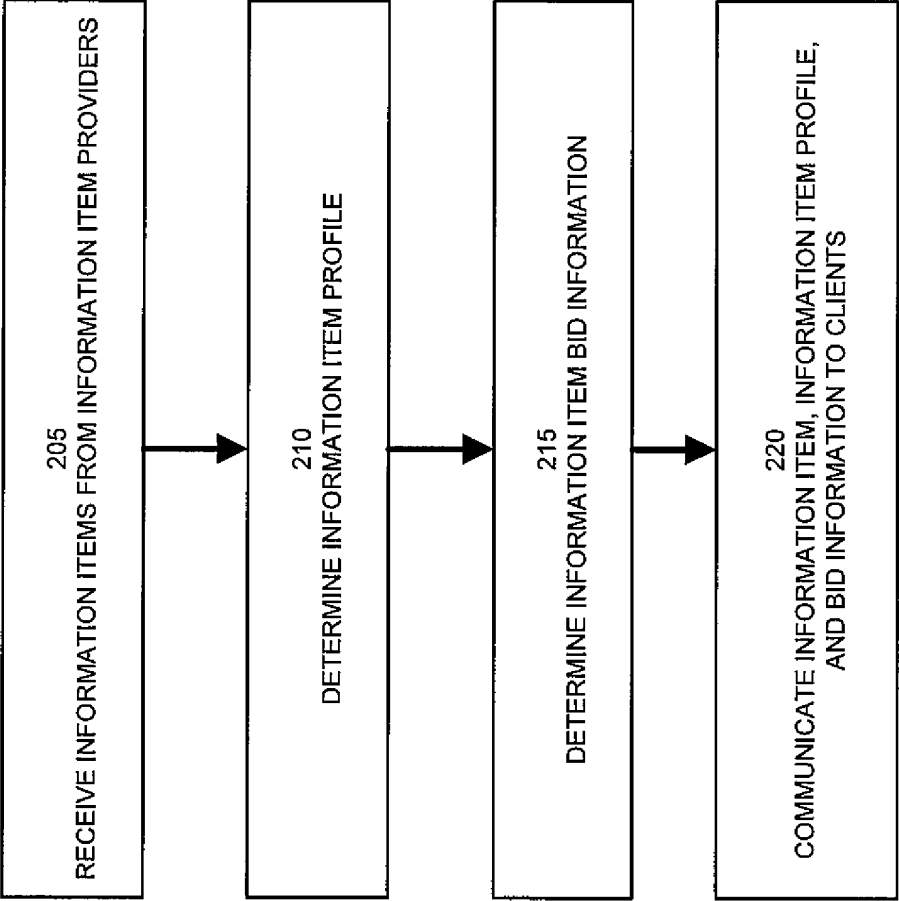 205
RECEIVE INFORMATION ITEMS FROM INFORMATION ITEM PROVIDERS
210
DETERMINE INFORMATION ITEM PROFILE
215
DETERMINE INFORMATION ITEM BID INFORMATION
220
COMMUNICATE INFORMATION ITEM, INFORMATION ITEM PROFILE,
AND BID INFORMATION TO CLIENTS